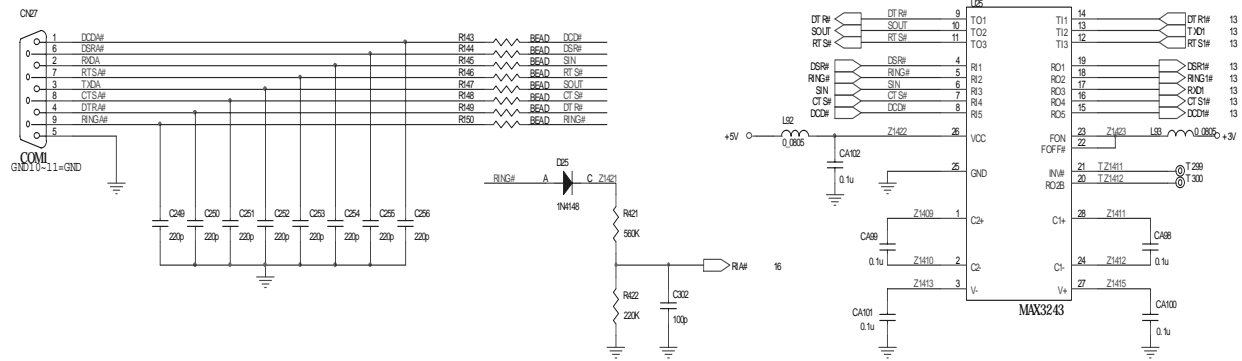 CN27
1 DCDA# R143 BEAD DCD#
6 DSRA# R144 BEAD DSR#
2 RXDA R145 BEAD SIN
7 RTSA# R146 BEAD RTS#
3 TXDA R147 BEAD SOUT
8 CTSA# R148 BEAD CTS#
4 DTRA# R149 BEAD DTR#
9 RINGA# R150 BEAD RING#
5
COM1
GND10~11=GND
C249 C250 C251 C252 C253 C254 C255 C256
220p 220p 220p 220p 220p 220p 220p 220p
D25
RING# A C Z1421
1N4148
R421
560K
RIA# 16
R422
220K
C302
100p
U25
DTR# DTR# 9 TO1 TI1 14 DTR1# 13
SOUT SOUT 10 TO2 TI2 13 TXD1 13
RTS# RTS# 11 TO3 TI3 12 RTS1# 13
DSR# DSR# 4 RI1 RO1 19 DSR1# 13
RING# RING# 5 RI2 RO2 18 RING1# 13
SIN SIN 6 RI3 RO3 17 RXD1 13
CTS# CTS# 7 RI4 RO4 16 CTS1# 13
DCD# DCD# 8 RI5 RO5 15 DCD1# 13
+5V L92 0_0805 Z1422 26 VCC FON 23 Z1423 L93 0_0805 +3V
FOFF# 22
CA102
0.1u
25 GND INV# 21 TZ1411 T299
RO2B 20 TZ1412 T300
Z1409 1 C2+ C1+ 28 Z1411
CA99
0.1u
CA98
0.1u
Z1410 2 C2- C1- 24 Z1412
Z1413 3 V- V+ 27 Z1415
MAX3243
CA101
0.1u
CA100
0.1u